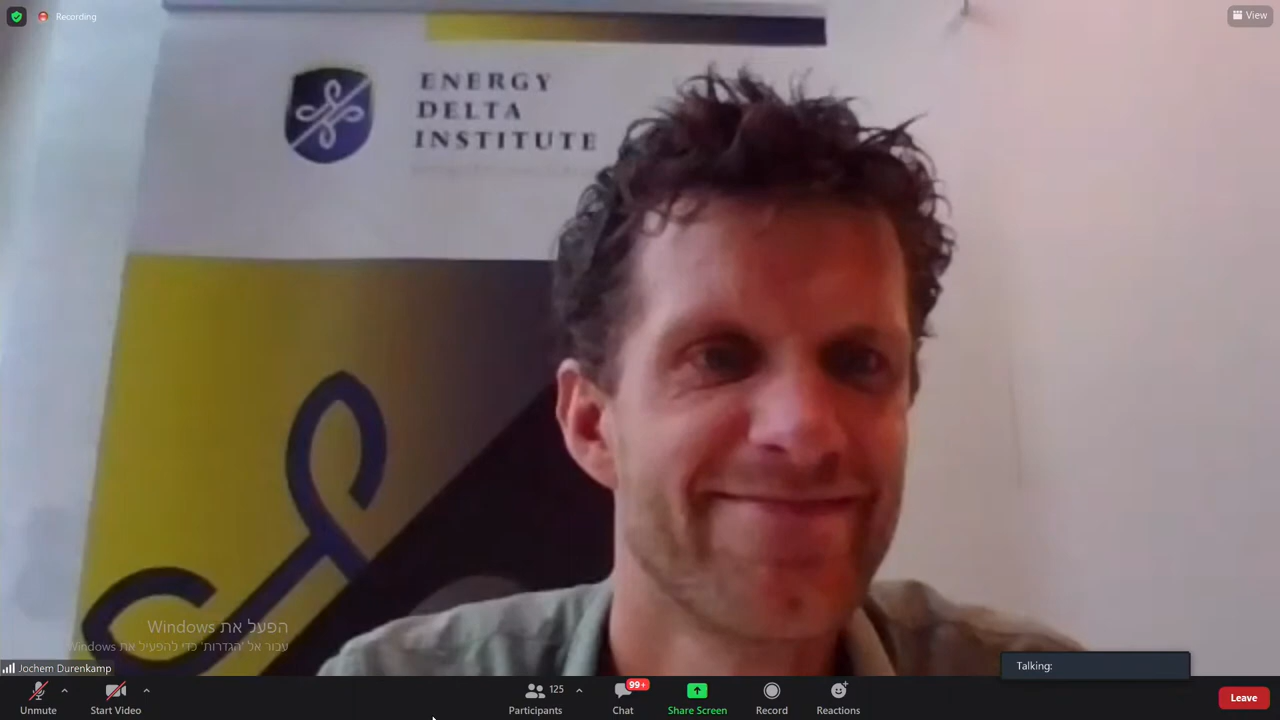 Recording
View
ENERGY
DELTA
INSTITUTE
הפעל את Windows
עבור אל 'הגדרות' כדי להפעיל את Windows
Jochem Durenkamp
Talking:
Unmute
Start Video
125
Participants
99+
Chat
Share Screen
Record
Reactions
Leave